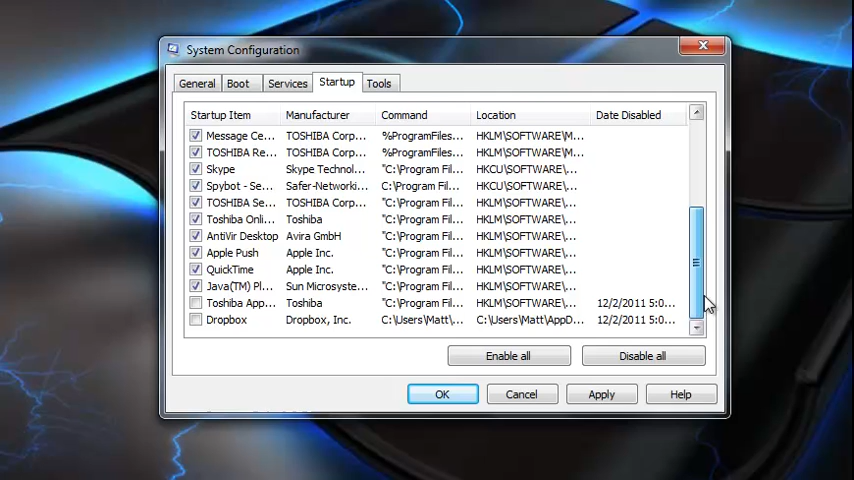 System Configuration
General Boot Services Startup Tools
Startup Item Manufacturer Command Location Date Disabled
Message Ce... TOSHIBA Corp... %ProgramFiles... HKLM\SOFTWARE\M...
TOSHIBA Re... TOSHIBA Corp... %ProgramFiles... HKLM\SOFTWARE\M...
Skype Skype Technol... "C:\Program Fil... HKCU\SOFTWARE\...
Spybot - Se... Safer-Networki... C:\Program Fil... HKCU\SOFTWARE\...
TOSHIBA Se... TOSHIBA Corp... "C:\Program Fil... HKLM\SOFTWARE\...
Toshiba Onli... Toshiba "C:\Program Fil... HKLM\SOFTWARE\...
AntiVir Desktop Avira GmbH "C:\Program Fil... HKLM\SOFTWARE\...
Apple Push Apple Inc. "C:\Program Fil... HKLM\SOFTWARE\...
QuickTime Apple Inc. "C:\Program Fil... HKLM\SOFTWARE\...
Java(TM) Pl... Sun Microsyste... "C:\Program Fil... HKLM\SOFTWARE\...
Toshiba App... Toshiba "C:\Program Fil... HKLM\SOFTWARE\... 12/2/2011 5:0...
Dropbox Dropbox, Inc. C:\Users\Matt\... C:\Users\Matt\AppD... 12/2/2011 5:0...
Enable all Disable all
OK Cancel Apply Help